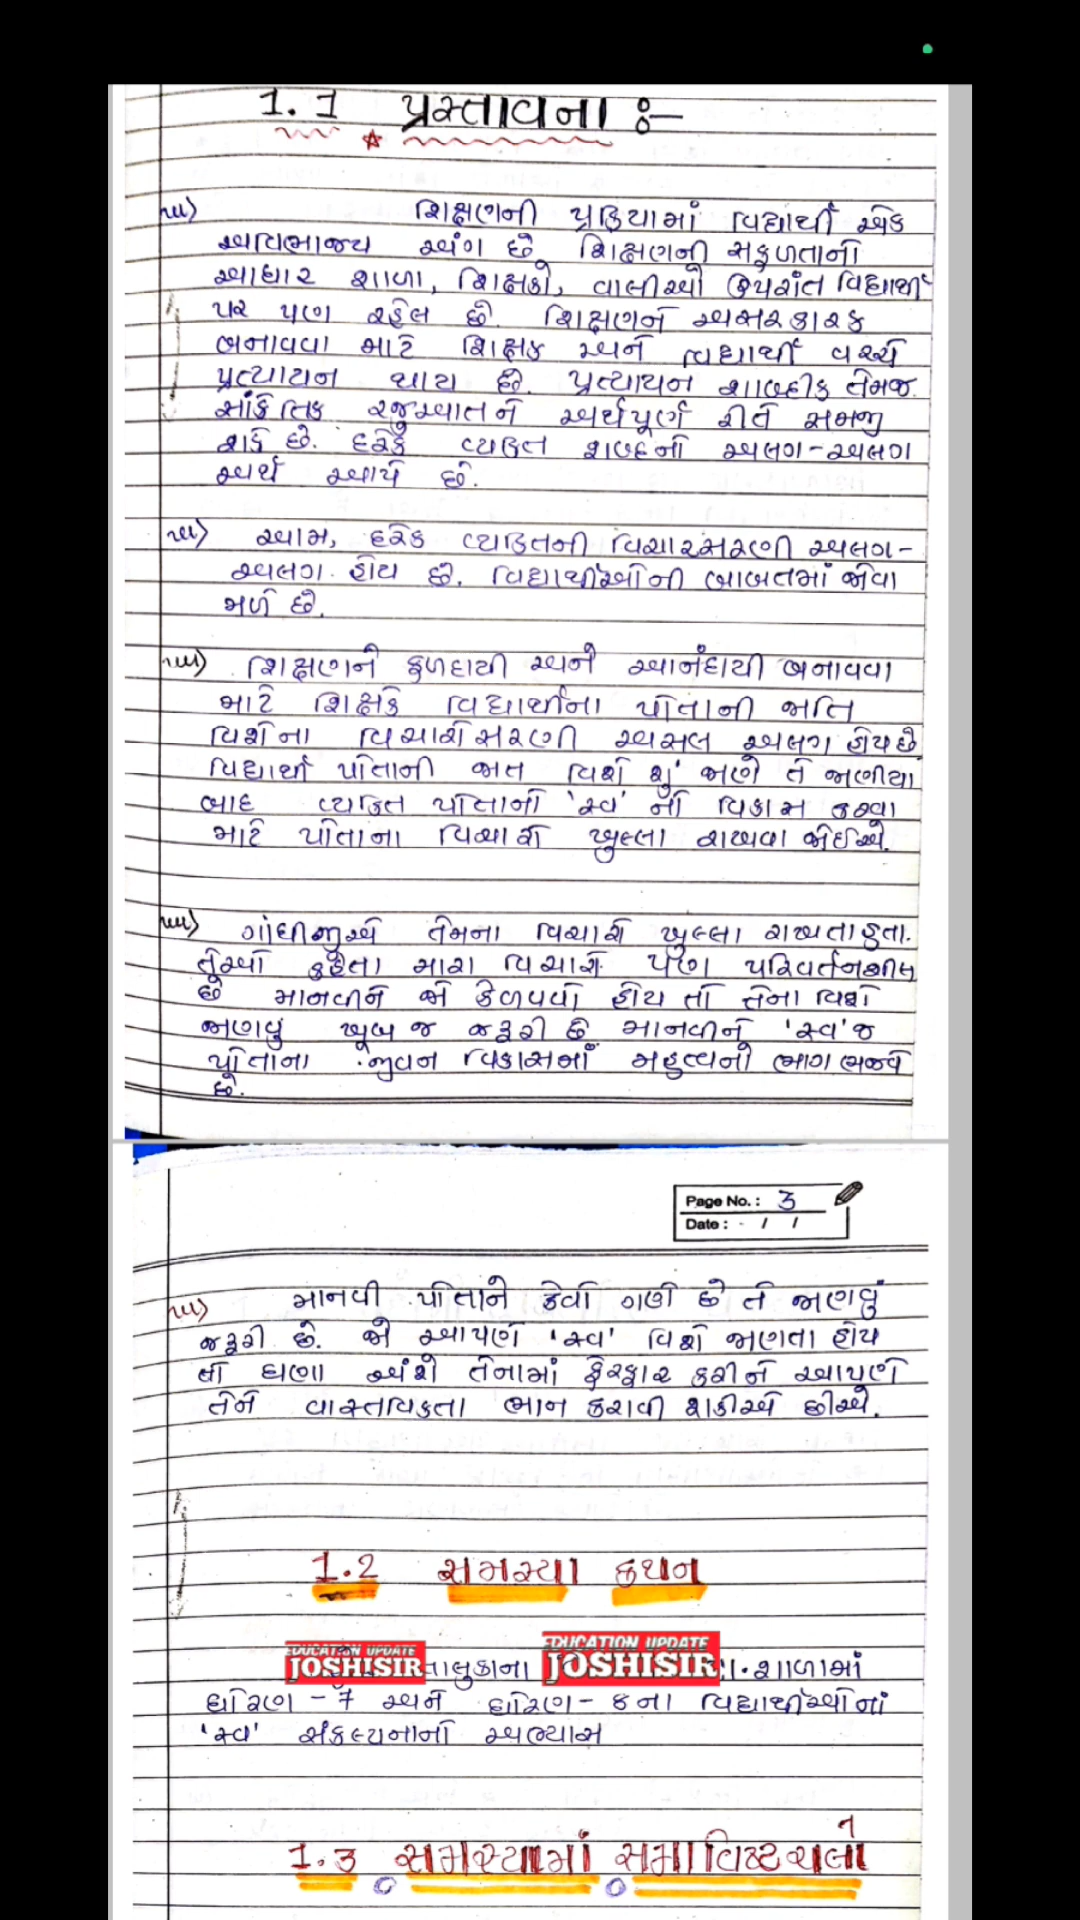 1.1 પ્રસ્તાવના :-
શિક્ષણની પ્રક્રિયામાં વિદ્યાર્થી એક
અવિભાજ્ય અંગ છે. શિક્ષણની સફળતાનો
આધાર શાળા, શિક્ષકો, વાલીઓ ઉપરાંત વિદ્યાર્થી
પર પણ રહેલ છે. શિક્ષણને અસરકારક
બનાવવા માટે શિક્ષક અને વિદ્યાર્થી વચ્ચે
પ્રત્યાયન થાય છે. પ્રત્યાયન શાબ્દીક તેમજ
સાંકેતિક રજુઆતને અર્થપૂર્ણ રીતે સમજી
શકે છે. દરેક વ્યકિત શબ્દનો અલગ-અલગ
અર્થ આપે છે.
આમ, દરેક વ્યકિતની વિચારસરણી અલગ-
અલગ હોય છે. વિદ્યાર્થીઓની બાબતમાં જોવા
મળે છે.
શિક્ષણને ફળદાયી અને આનંદાયી બનાવવા
માટે શિક્ષકે વિદ્યાર્થીના પોતાની જાત
વિશેના વિચારોસરણી અસલ અલગ હોય છે
વિદ્યાર્થી પોતાની જાત વિશે શું જાણે તે જાણીયા
બાદ વ્યકિત પોતાનો 'સ્વ' નો વિકાસ કરવા
માટે પોતાના વિચારો ખુલ્લા રાખવા જોઈએ.
ગાંધીજીએ તેમના વિચારો ખુલ્લા રાખતા હતા.
તેઓ કહેતા મારા વિચારો પણ પરિવર્તનશીલ
છે માનવીને જો કેળવવો હોય તો તેના વિશે
જાણવું ખૂબ જ જરૂરી છે. માનવીને 'સ્વ' જ
પોતાના જીવન વિકાસમાં મહત્વનો ભાગ ભજવે
છે.
Page No. : 3
Date : - / /
માનવી પોતાને કેવો ગણે છે તે જાણવું
જરૂરી છે. જો આપણે 'સ્વ' વિશે જાણતા હોય
તો ઘણા અંશે તેનામાં ફેરફાર કરીને આપણે
તેને વાસ્તવિકતા ભાન કરાવી શકીએ છીએ.
1.2 સમસ્યા કથન
EDUCATION UPDATE EDUCATION UPDATE
JOSHISIR તાલુકાના JOSHISIR પ્રા. શાળામાં
ધોરણ - 7 અને ધોરણ - 8 ના વિદ્યાર્થીઓનાં
'સ્વ' સંકલ્પનાનો અભ્યાસ
1.3 સમસ્યામાં સમાવિષ્ટ ચલો